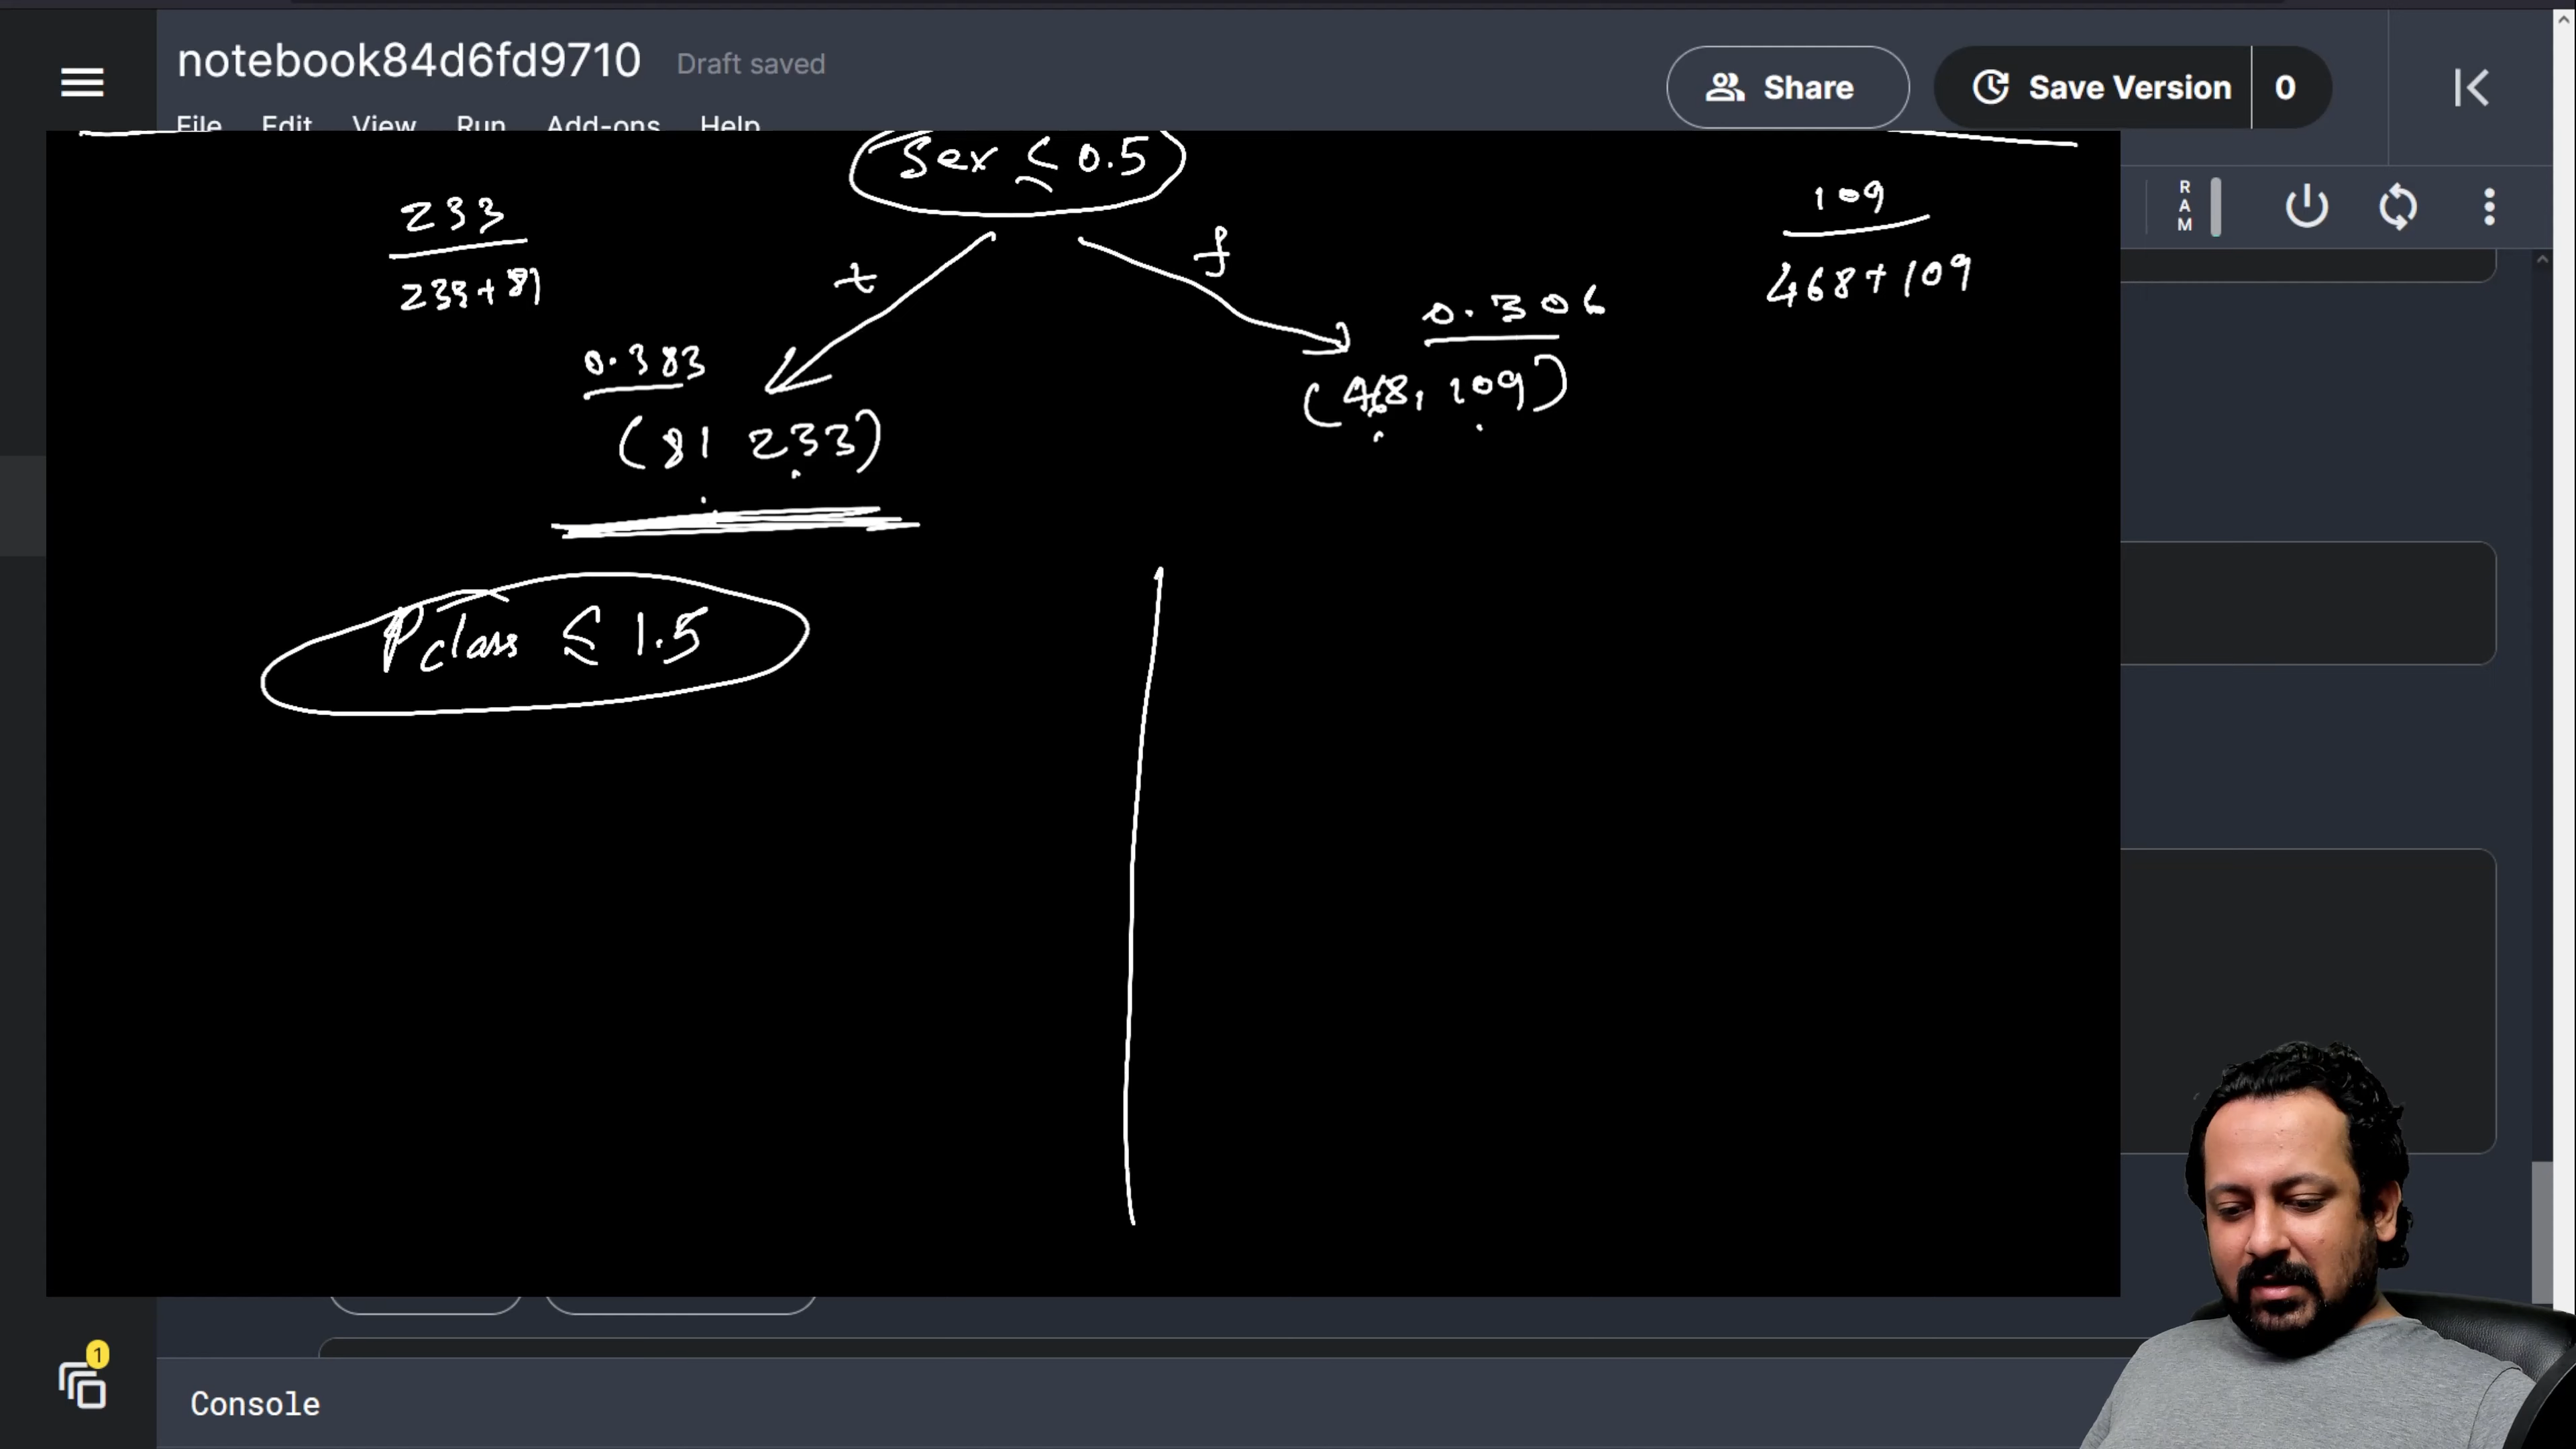 notebook84d6fd9710 Draft saved
Share
Save Version 0
File Edit View Run Add-ons Help
RAM
Sex ≤ 0.5
233
233+81
t
f
109
468+109
0.383
(81 233)
0.306
(468, 109)
Pclass ≤ 1.5
1
Console